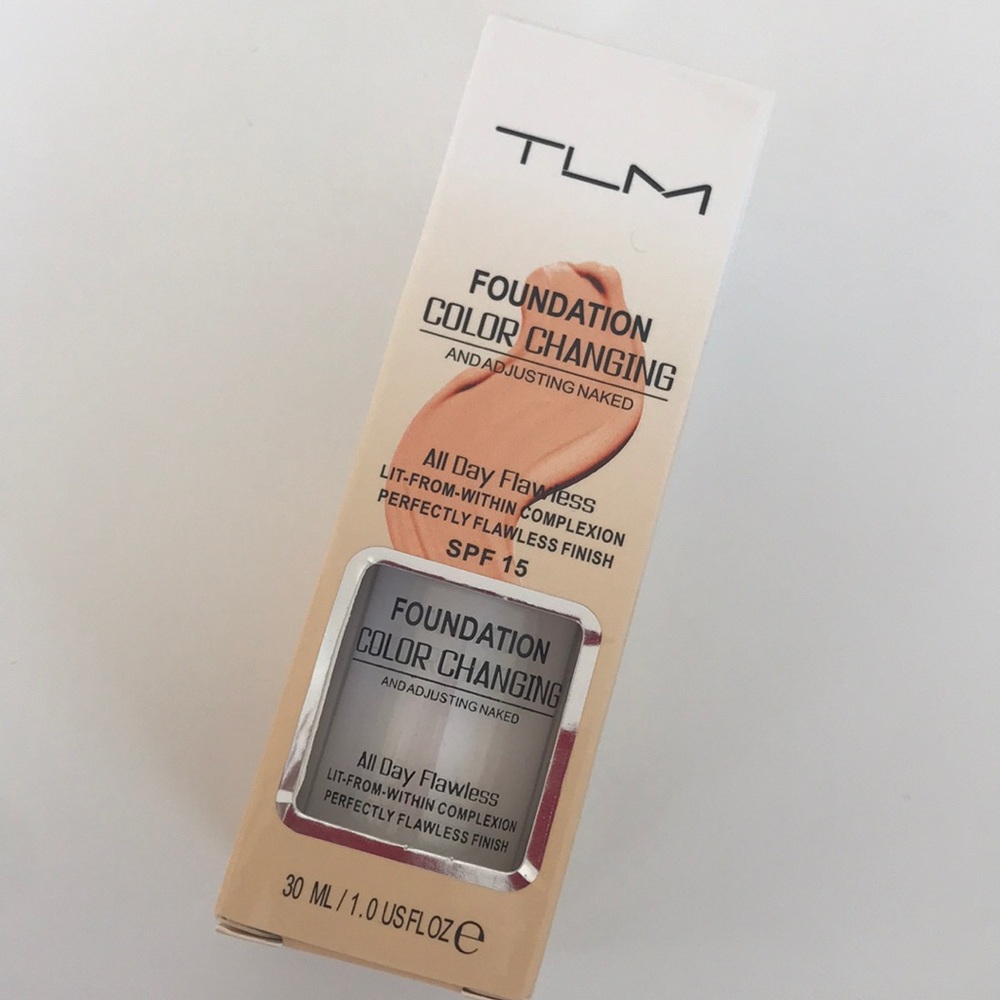 TLM
FOUNDATION
COLOR CHANGING
AND ADJUSTING NAKED
All Day Flawless
LIT-FROM-WITHIN COMPLEXION
PERFECTLY FLAWLESS FINISH
SPF 15
FOUNDATION
COLOR CHANGING
AND ADJUSTING NAKED
All Day Flawless
LIT-FROM-WITHIN COMPLEXION
PERFECTLY FLAWLESS FINISH
30 ML / 1.0 US FL OZ ℮